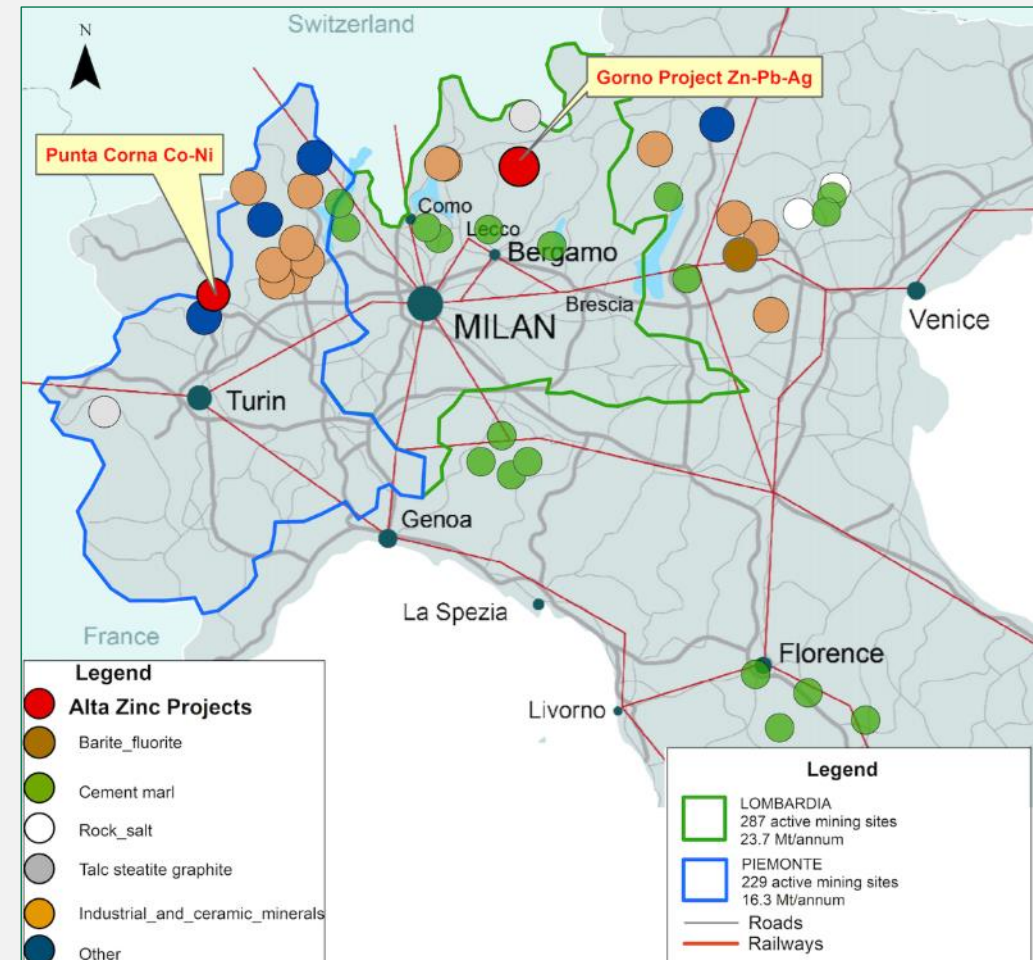 Switzerland
N
Gorno Project Zn-Pb-Ag
Punta Corna Co-Ni
Como
Lecco
Bergamo
Brescia
MILAN
Venice
Turin
Genoa
La Spezia
France
Florence
Livorno
Legend
Alta Zinc Projects
Barite_fluorite
Cement marl
Rock_salt
Talc steatite graphite
Industrial_and_ceramic_minerals
Other
Legend
LOMBARDIA
287 active mining sites
23.7 Mt/annum
PIEMONTE
229 active mining sites
16.3 Mt/annum
Roads
Railways